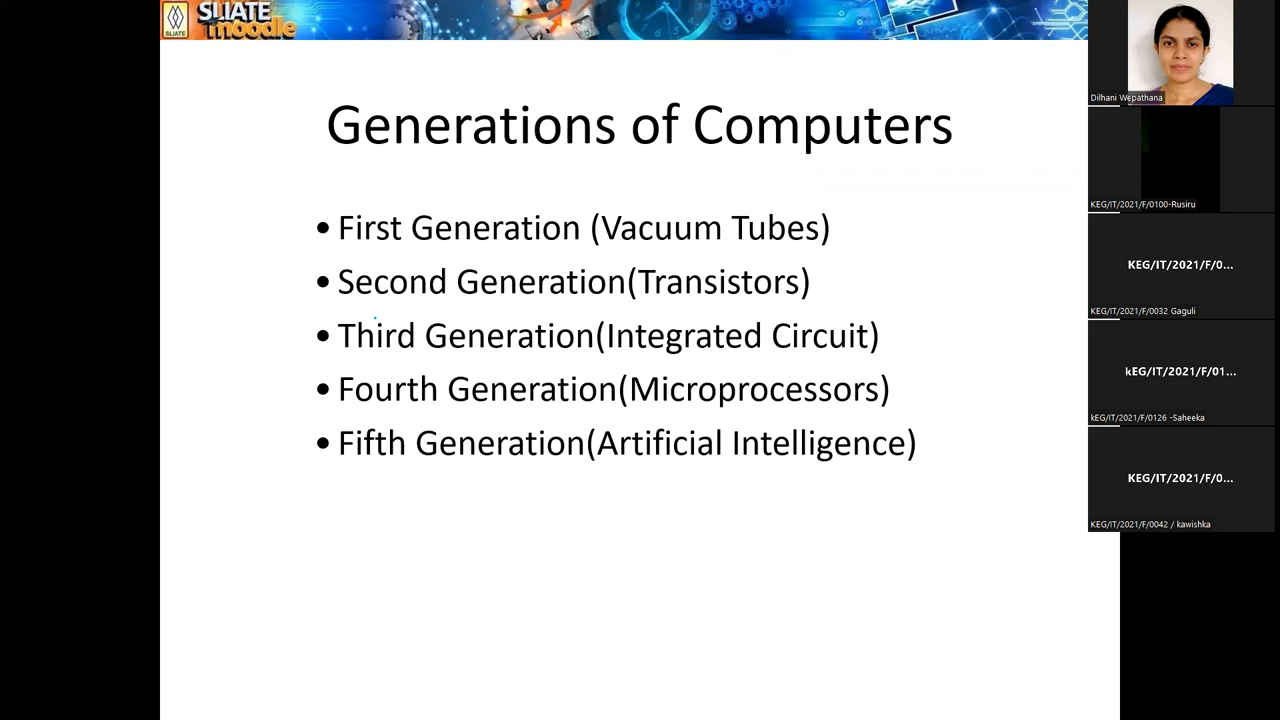 SLIATE
moodle
SLIATE
Generations of Computers
• First Generation (Vacuum Tubes)
• Second Generation(Transistors)
• Third Generation(Integrated Circuit)
• Fourth Generation(Microprocessors)
• Fifth Generation(Artificial Intelligence)
Dilhani Wepathana
KEG/IT/2021/F/0100-Rusiru
KEG/IT/2021/F/0...
KEG/IT/2021/F/0032 Gaguli
kEG/IT/2021/F/01...
kEG/IT/2021/F/0126 -Saheeka
KEG/IT/2021/F/0...
KEG/IT/2021/F/0042 / kawishka